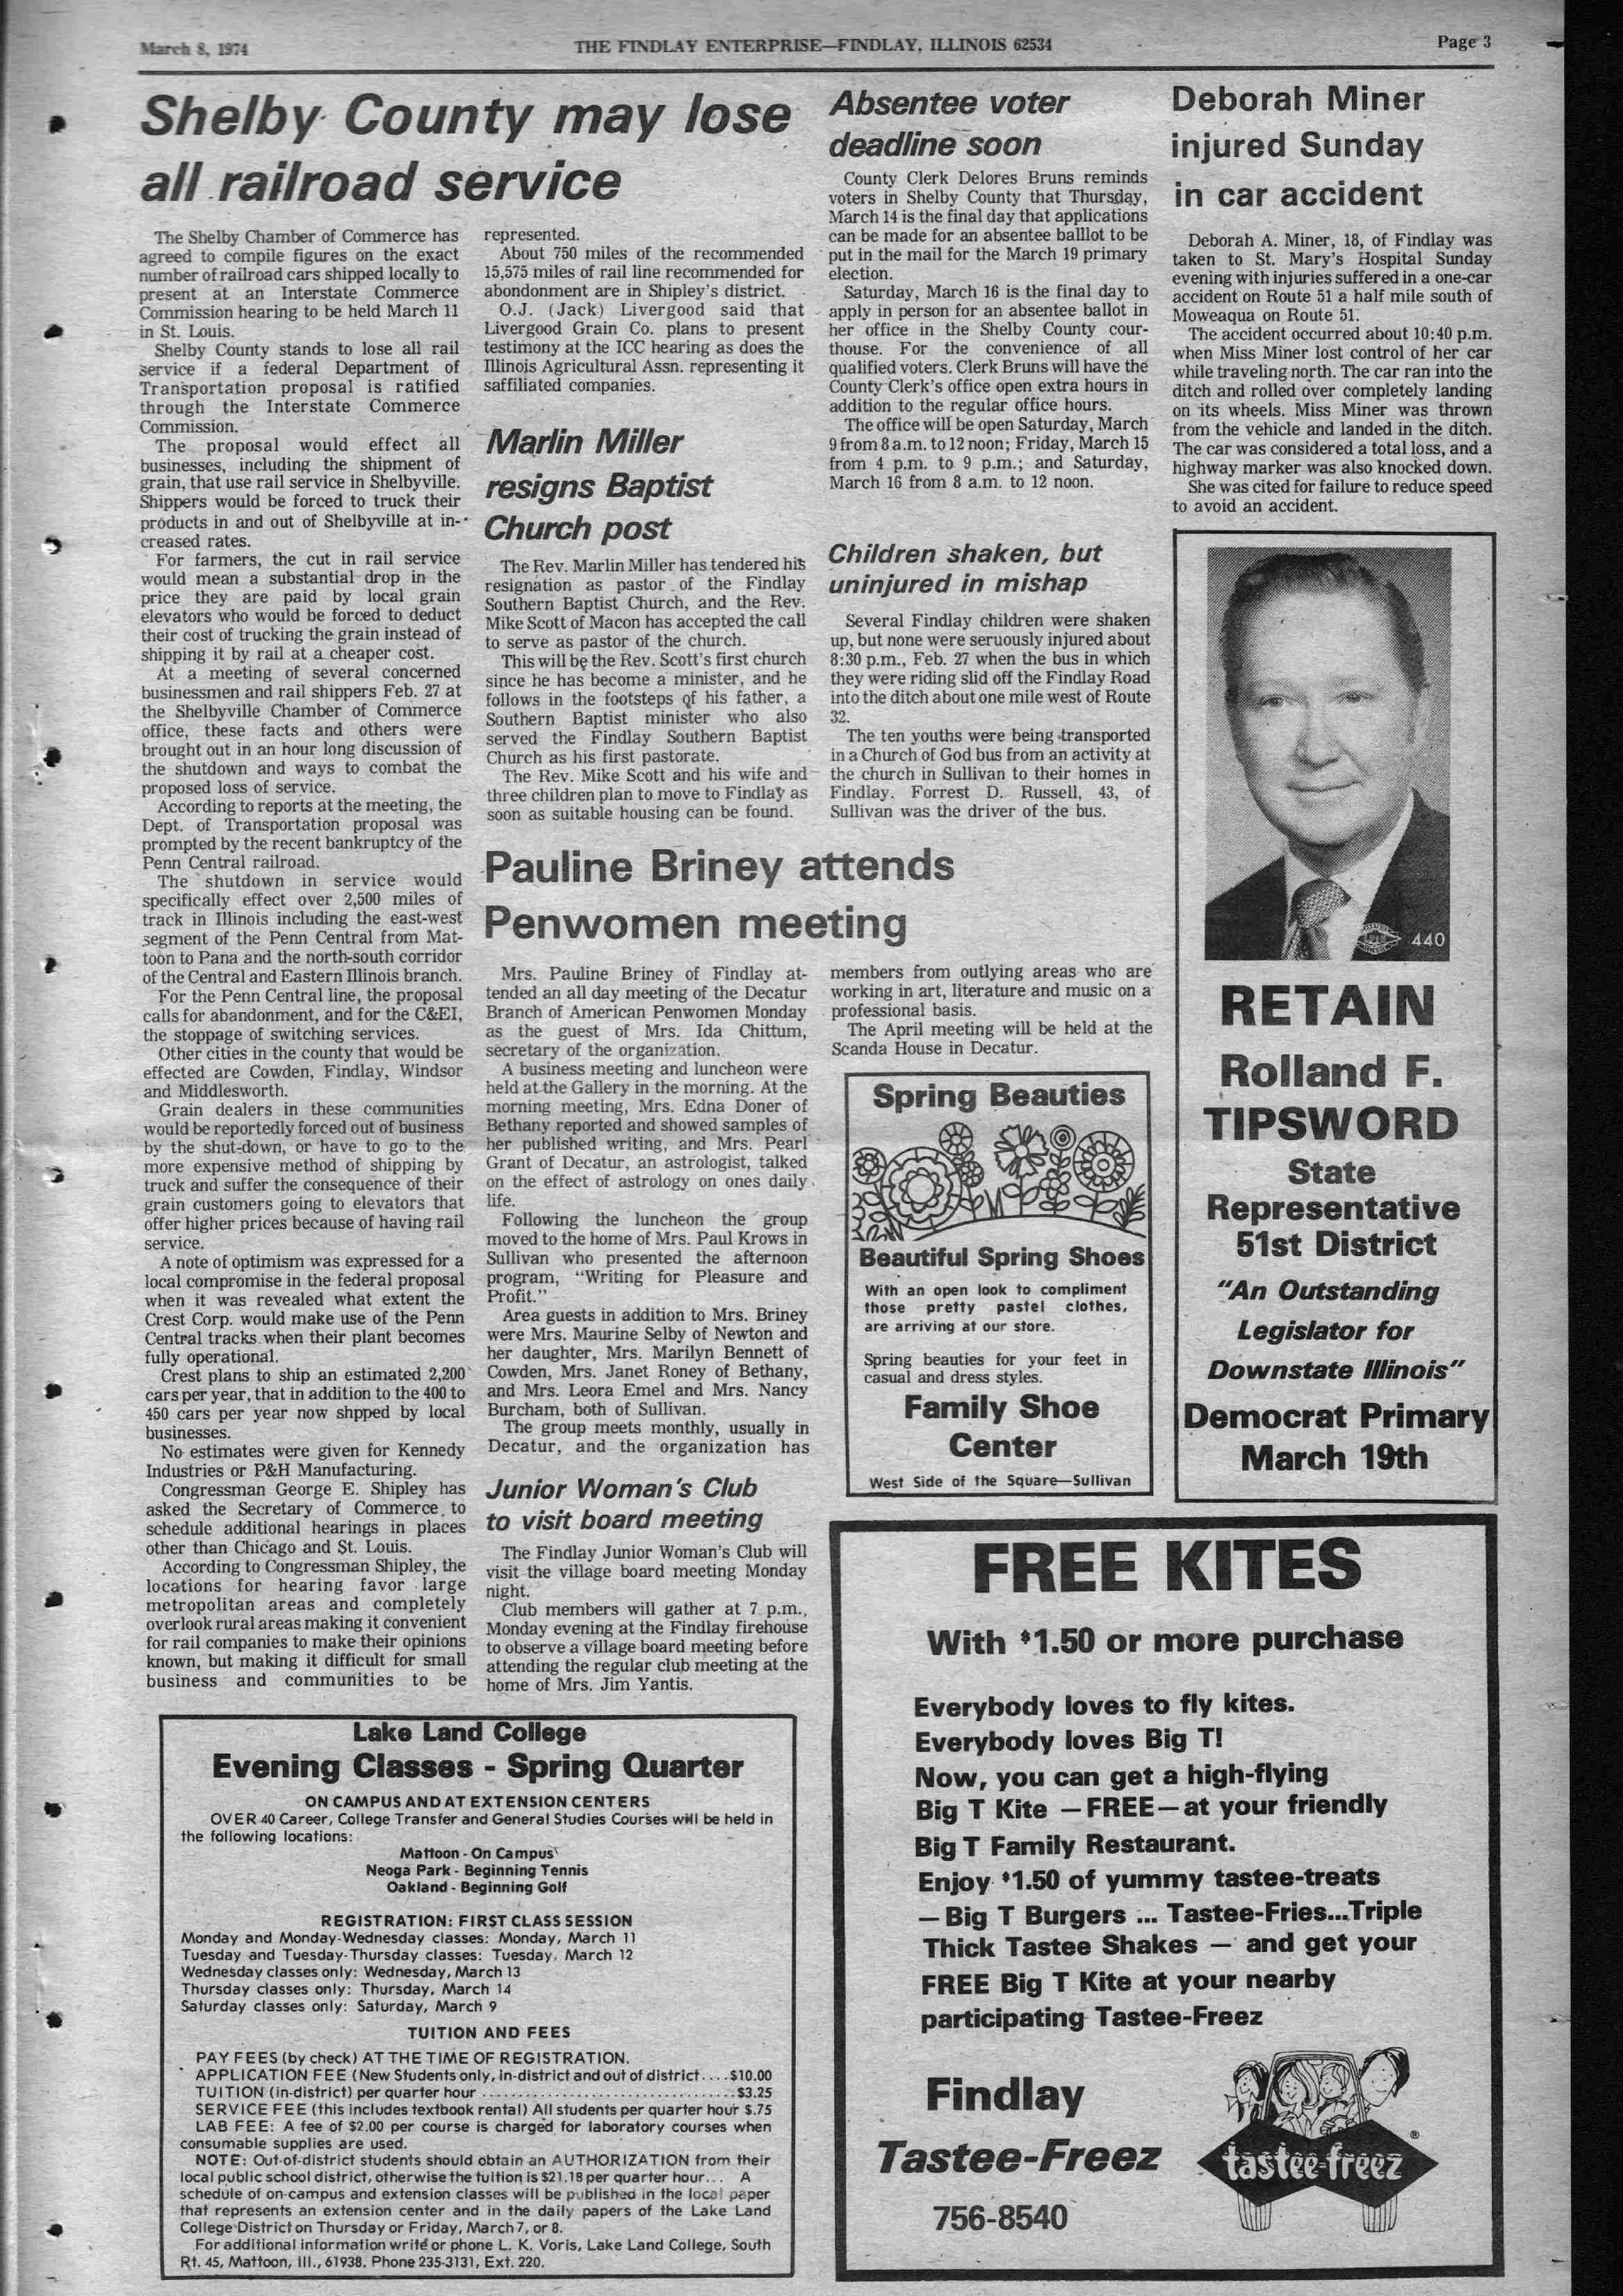 March 8, 1974
THE FINDLAY ENTERPRISE—FINDLAY, ILLINOIS 62534
Page 3
Shelby County may lose
all railroad service
The Shelby Chamber of Commerce has
agreed to compile figures on the exact
number of railroad cars shipped locally to
present at an Interstate Commerce
Commission hearing to be held March 11
in St. Louis.
Shelby County stands to lose all rail
service if a federal Department of
Transportation proposal is ratified
through the Interstate Commerce
Commission.
The proposal would effect all
businesses, including the shipment of
grain, that use rail service in Shelbyville.
Shippers would be forced to truck their
products in and out of Shelbyville at in-
creased rates.
For farmers, the cut in rail service
would mean a substantial drop in the
price they are paid by local grain
elevators who would be forced to deduct
their cost of trucking the grain instead of
shipping it by rail at a cheaper cost.
At a meeting of several concerned
businessmen and rail shippers Feb. 27 at
the Shelbyville Chamber of Commerce
office, these facts and others were
brought out in an hour long discussion of
the shutdown and ways to combat the
proposed loss of service.
According to reports at the meeting, the
Dept. of Transportation proposal was
prompted by the recent bankruptcy of the
Penn Central railroad.
The shutdown in service would
specifically effect over 2,500 miles of
track in Illinois including the east-west
segment of the Penn Central from Mat-
toon to Pana and the north-south corridor
of the Central and Eastern Illinois branch.
For the Penn Central line, the proposal
calls for abandonment, and for the C&EI,
the stoppage of switching services.
Other cities in the county that would be
effected are Cowden, Findlay, Windsor
and Middlesworth.
Grain dealers in these communities
would be reportedly forced out of business
by the shut-down, or have to go to the
more expensive method of shipping by
truck and suffer the consequence of their
grain customers going to elevators that
offer higher prices because of having rail
service.
A note of optimism was expressed for a
local compromise in the federal proposal
when it was revealed what extent the
Crest Corp. would make use of the Penn
Central tracks when their plant becomes
fully operational.
Crest plans to ship an estimated 2,200
cars per year, that in addition to the 400 to
450 cars per year now shpped by local
businesses.
No estimates were given for Kennedy
Industries or P&H Manufacturing.
Congressman George E. Shipley has
asked the Secretary of Commerce to
schedule additional hearings in places
other than Chicago and St. Louis.
According to Congressman Shipley, the
locations for hearing favor large
metropolitan areas and completely
overlook rural areas making it convenient
for rail companies to make their opinions
known, but making it difficult for small
business and communities to be
represented.
About 750 miles of the recommended
15,575 miles of rail line recommended for
abondonment are in Shipley's district.
O.J. (Jack) Livergood said that
Livergood Grain Co. plans to present
testimony at the ICC hearing as does the
Illinois Agricultural Assn. representing it
saffiliated companies.
Marlin Miller
resigns Baptist
Church post
The Rev. Marlin Miller has tendered his
resignation as pastor of the Findlay
Southern Baptist Church, and the Rev.
Mike Scott of Macon has accepted the call
to serve as pastor of the church.
This will be the Rev. Scott's first church
since he has become a minister, and he
follows in the footsteps of his father, a
Southern Baptist minister who also
served the Findlay Southern Baptist
Church as his first pastorate.
The Rev. Mike Scott and his wife and
three children plan to move to Findlay as
soon as suitable housing can be found.
Absentee voter
deadline soon
County Clerk Delores Bruns reminds
voters in Shelby County that Thursday,
March 14 is the final day that applications
can be made for an absentee balllot to be
put in the mail for the March 19 primary
election.
Saturday, March 16 is the final day to
apply in person for an absentee ballot in
her office in the Shelby County cour-
thouse. For the convenience of all
qualified voters. Clerk Bruns will have the
County Clerk's office open extra hours in
addition to the regular office hours.
The office will be open Saturday, March
9 from 8 a.m. to 12 noon; Friday, March 15
from 4 p.m. to 9 p.m.; and Saturday,
March 16 from 8 a.m. to 12 noon.
Children shaken, but
uninjured in mishap
Several Findlay children were shaken
up, but none were seruously injured about
8:30 p.m., Feb. 27 when the bus in which
they were riding slid off the Findlay Road
into the ditch about one mile west of Route
32.
The ten youths were being transported
in a Church of God bus from an activity at
the church in Sullivan to their homes in
Findlay. Forrest D. Russell, 43, of
Sullivan was the driver of the bus.
Deborah Miner
injured Sunday
in car accident
Deborah A. Miner, 18, of Findlay was
taken to St. Mary's Hospital Sunday
evening with injuries suffered in a one-car
accident on Route 51 a half mile south of
Moweaqua on Route 51.
The accident occurred about 10:40 p.m.
when Miss Miner lost control of her car
while traveling north. The car ran into the
ditch and rolled over completely landing
on its wheels. Miss Miner was thrown
from the vehicle and landed in the ditch.
The car was considered a total loss, and a
highway marker was also knocked down.
She was cited for failure to reduce speed
to avoid an accident.
Pauline Briney attends
Penwomen meeting
Mrs. Pauline Briney of Findlay at-
tended an all day meeting of the Decatur
Branch of American Penwomen Monday
as the guest of Mrs. Ida Chittum,
secretary of the organization.
A business meeting and luncheon were
held at the Gallery in the morning. At the
morning meeting, Mrs. Edna Doner of
Bethany reported and showed samples of
her published writing, and Mrs. Pearl
Grant of Decatur, an astrologist, talked
on the effect of astrology on ones daily
life.
Following the luncheon the group
moved to the home of Mrs. Paul Krows in
Sullivan who presented the afternoon
program, "Writing for Pleasure and
Profit."
Area guests in addition to Mrs. Briney
were Mrs. Maurine Selby of Newton and
her daughter, Mrs. Marilyn Bennett of
Cowden, Mrs. Janet Roney of Bethany,
and Mrs. Leora Emel and Mrs. Nancy
Burcham, both of Sullivan.
The group meets monthly, usually in
Decatur, and the organization has
members from outlying areas who are
working in art, literature and music on a
professional basis.
The April meeting will be held at the
Scanda House in Decatur.
Junior Woman's Club
to visit board meeting
The Findlay Junior Woman's Club will
visit the village board meeting Monday
night.
Club members will gather at 7 p.m.,
Monday evening at the Findlay firehouse
to observe a village board meeting before
attending the regular club meeting at the
home of Mrs. Jim Yantis.
Spring Beauties
Beautiful Spring Shoes
With an open look to compliment
those pretty pastel clothes,
are arriving at our store.
Spring beauties for your feet in
casual and dress styles.
Family Shoe
Center
West Side of the Square—Sullivan
440
RETAIN
Rolland F.
TIPSWORD
State
Representative
51st District
"An Outstanding
Legislator for
Downstate Illinois"
Democrat Primary
March 19th
Lake Land College
Evening Classes - Spring Quarter
ON CAMPUS AND AT EXTENSION CENTERS
OVER 40 Career, College Transfer and General Studies Courses will be held in
the following locations:
Mattoon - On Campus
Neoga Park - Beginning Tennis
Oakland - Beginning Golf
REGISTRATION: FIRST CLASS SESSION
Monday and Monday-Wednesday classes: Monday, March 11
Tuesday and Tuesday-Thursday classes: Tuesday, March 12
Wednesday classes only: Wednesday, March 13
Thursday classes only: Thursday, March 14
Saturday classes only: Saturday, March 9
TUITION AND FEES
PAY FEES (by check) AT THE TIME OF REGISTRATION.
APPLICATION FEE (New Students only, in-district and out of district....$10.00
TUITION (in-district) per quarter hour ..................................$3.25
SERVICE FEE (this includes textbook rental) All students per quarter hour $.75
LAB FEE: A fee of $2.00 per course is charged for laboratory courses when
consumable supplies are used.
NOTE: Out-of-district students should obtain an AUTHORIZATION from their
local public school district, otherwise the tuition is $21.18 per quarter hour... A
schedule of on-campus and extension classes will be published in the local paper
that represents an extension center and in the daily papers of the Lake Land
College District on Thursday or Friday, March 7, or 8.
For additional information write or phone L. K. Voris, Lake Land College, South
Rt. 45, Mattoon, Ill., 61938. Phone 235-3131, Ext. 220.
FREE KITES
With $1.50 or more purchase
Everybody loves to fly kites.
Everybody loves Big T!
Now, you can get a high-flying
Big T Kite —FREE—at your friendly
Big T Family Restaurant.
Enjoy $1.50 of yummy tastee-treats
—Big T Burgers ... Tastee-Fries...Triple
Thick Tastee Shakes — and get your
FREE Big T Kite at your nearby
participating Tastee-Freez
Findlay
Tastee-Freez
756-8540
tastee-freez ®